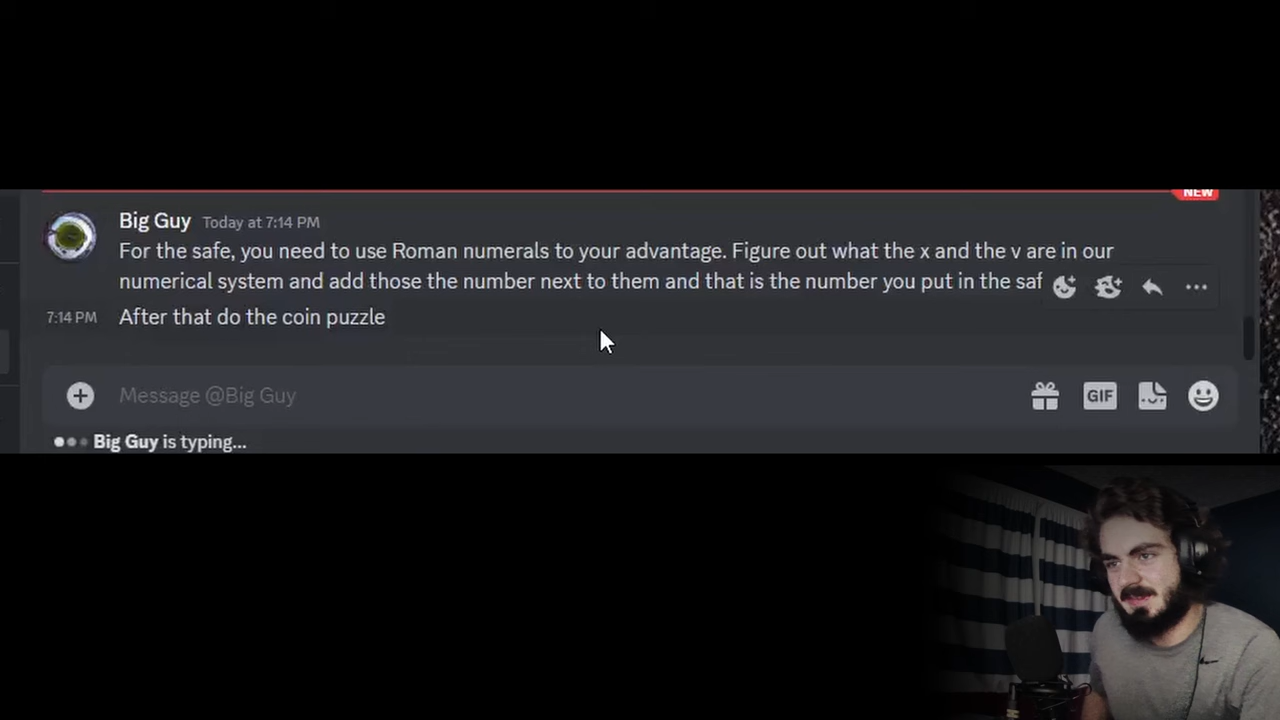 NEW
Big Guy Today at 7:14 PM
For the safe, you need to use Roman numerals to your advantage. Figure out what the x and the v are in our
numerical system and add those the number next to them and that is the number you put in the saf
7:14 PM After that do the coin puzzle
Message @Big Guy
GIF
Big Guy is typing...